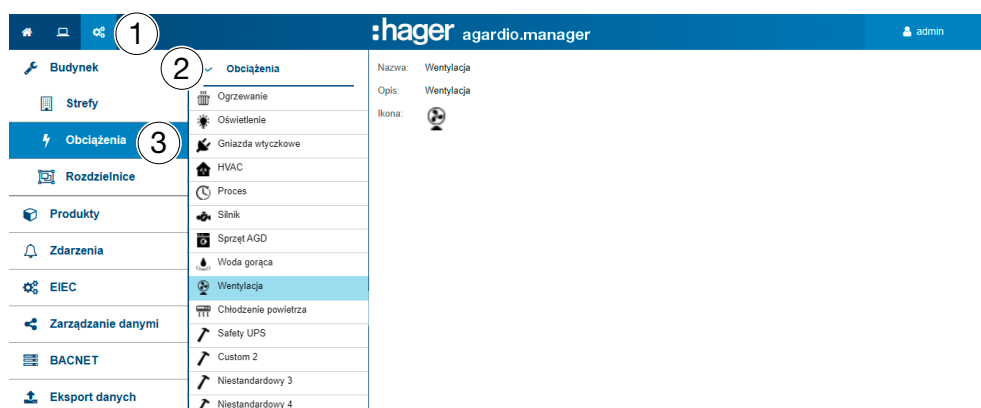 1
:hager agardio.manager
admin
Budynek
Strefy
Obciążenia
3
Rozdzielnice
Produkty
Zdarzenia
EIEC
Zarządzanie danymi
BACNET
Eksport danych
2
Obciążenia
Ogrzewanie
Oświetlenie
Gniazda wtyczkowe
HVAC
Proces
Silnik
Sprzęt AGD
Woda gorąca
Wentylacja
Chłodzenie powietrza
Safety UPS
Custom 2
Niestandardowy 3
Niestandardowy 4
Nazwa: Wentylacja
Opis: Wentylacja
Ikona: